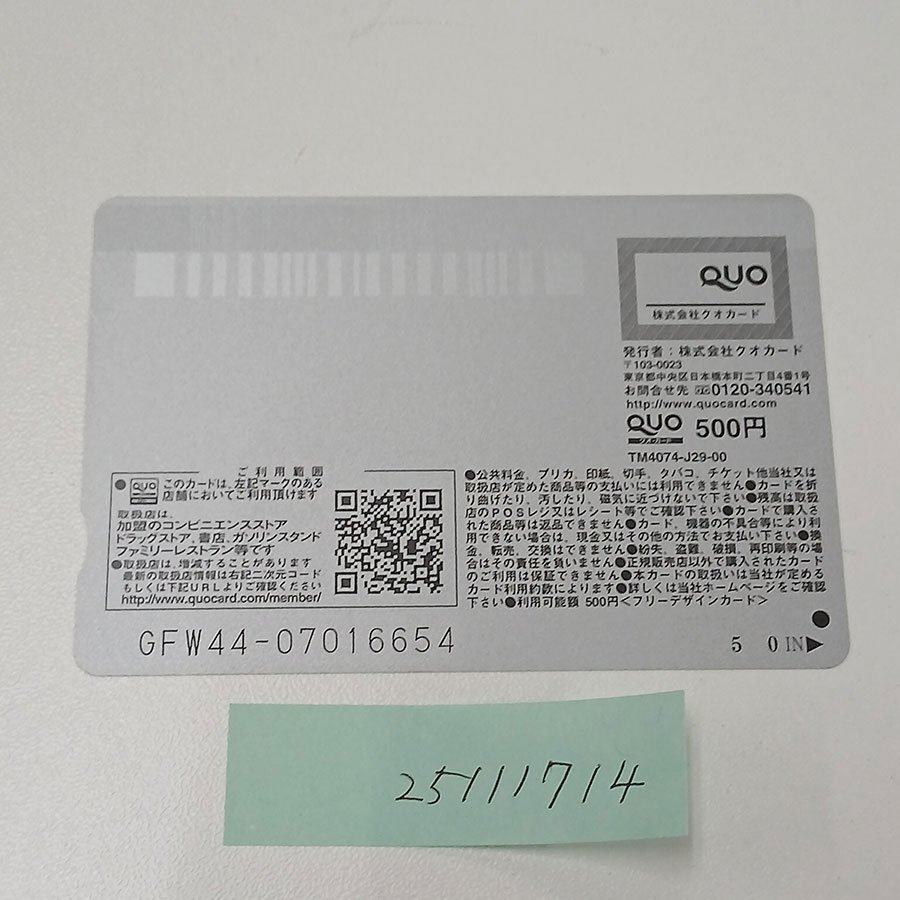 QUO
株式会社クオカード
発行者：株式会社クオカード
〒103-0023
東京都中央区日本橋本町二丁目4番1号
お問合せ先 0120-340541
http://www.quocard.com
QUO 500円
クオ・カード
TM4074-J29-00
ご利用範囲
●このカードは、左記マークのある
QUO
店舗においてご利用頂けます
取扱店は、
加盟のコンビニエンスストア
ドラッグストア、書店、ガソリンスタンド
ファミリーレストラン等です
●取扱店は、増減することがあります
最新の取扱店情報は右記二次元コード
もしくは下記URLよりご確認ください
http://www.quocard.com/member/
●公共料金、プリカ、印紙、切手、タバコ、チケット他当社又は
取扱店が定めた商品等の支払いには利用できません●カードを折
り曲げたり、汚したり、磁気に近づけないで下さい●残高は取扱
店のPOSレジ又はレシート等でご確認下さい●カードで購入さ
れた商品等は返品できません●カード、機器の不具合等により利
用できない場合は、現金又はその他の方法でお支払い下さい●換
金、転売、交換はできません●紛失、盗難、破損、再印刷等の場
合はその責任を負いません●正規販売店以外で購入されたカード
のご利用は保証できません●本カードの取扱いは当社が定める
カード利用約款によります●詳しくは当社ホームページをご確認
下さい●利用可能額 500円＜フリーデザインカード＞
GFW44-07016654
5 0 IN▶
25111714